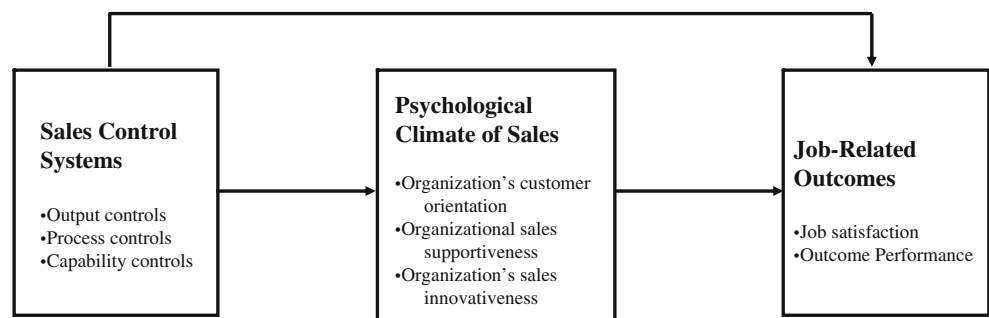 Sales Control
Systems
•Output controls
•Process controls
•Capability controls
Psychological
Climate of Sales
•Organization's customer
orientation
•Organizational sales
supportiveness
•Organization's sales
innovativeness
Job-Related
Outcomes
•Job satisfaction
•Outcome Performance